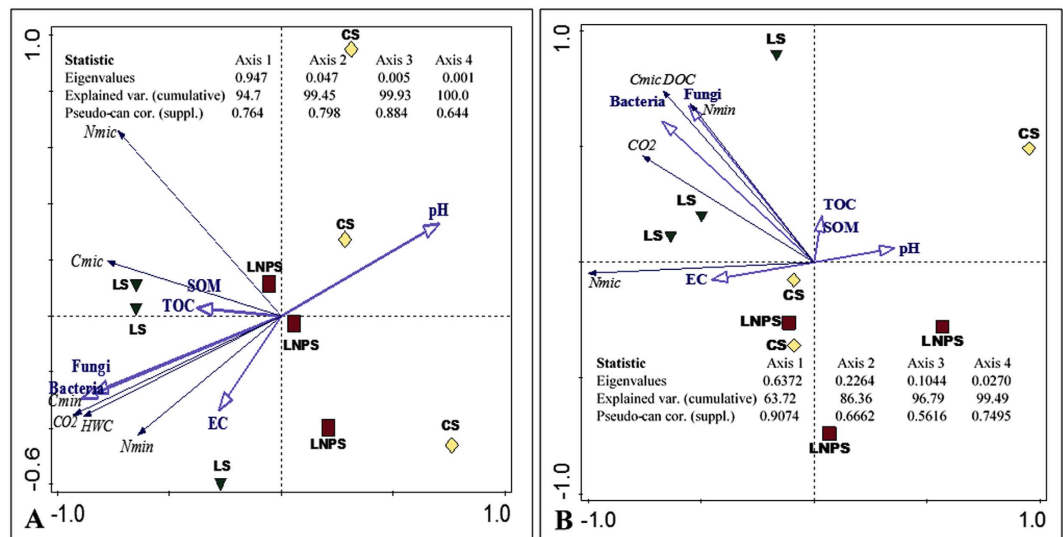 CS
1.0
Statistic Axis 1 Axis 2 Axis 3 Axis 4
Eigenvalues 0.947 0.047 0.005 0.001
Explained var. (cumulative) 94.7 99.45 99.93 100.0
Pseudo-can cor. (suppl.) 0.764 0.798 0.884 0.644
Nmic
pH
CS
Cmic
LNPS
LS
SOM
TOC
LS
LNPS
Fungi
Bacteria
Cmin
CO2 HWC
EC
Nmin
CS
LNPS
LS
-0.6
A
-1.0 1.0
1.0
LS
Cmic DOC
Bacteria
Fungi
Nmin
CS
CO2
LS
TOC
LS
SOM
pH
EC
Nmic
CS
LNPS
CS
LNPS
Statistic Axis 1 Axis 2 Axis 3 Axis 4
Eigenvalues 0.6372 0.2264 0.1044 0.0270
Explained var. (cumulative) 63.72 86.36 96.79 99.49
Pseudo-can cor. (suppl.) 0.9074 0.6662 0.5616 0.7495
LNPS
-1.0
B
-1.0 1.0